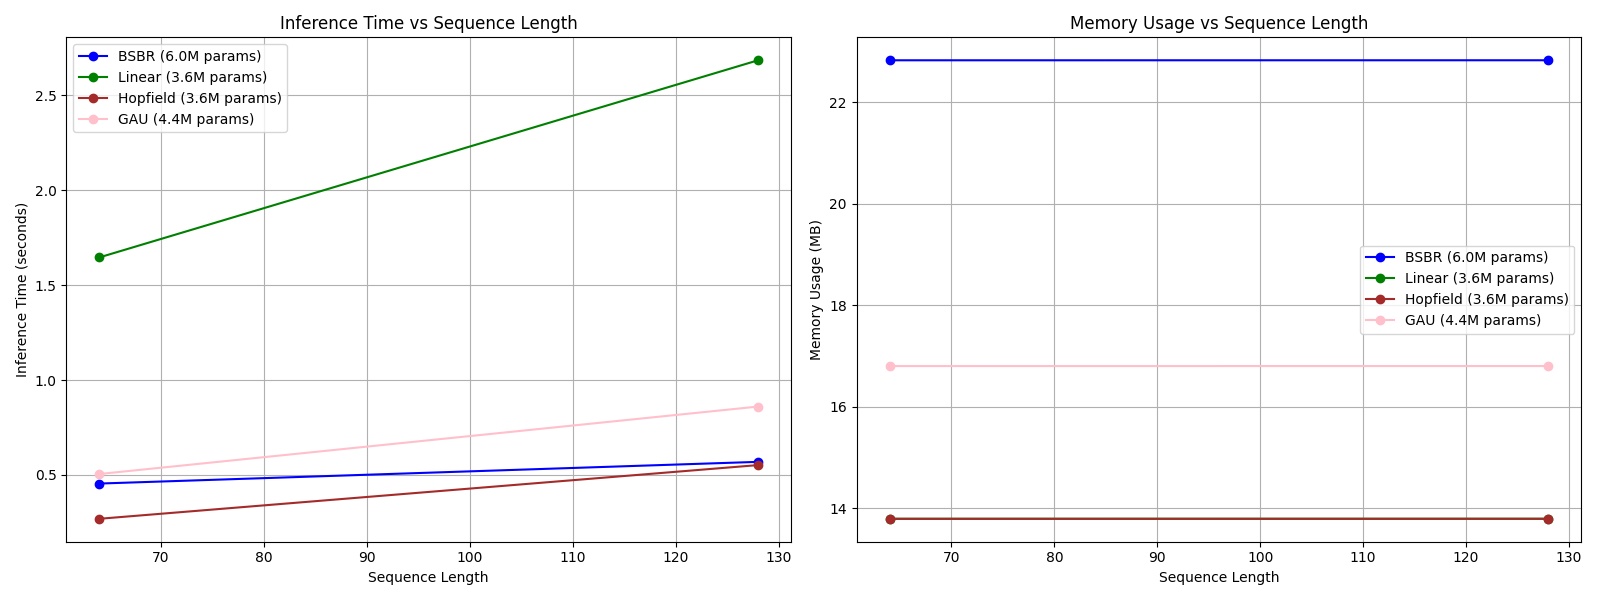 Inference Time vs Sequence Length
BSBR (6.0M params)
Linear (3.6M params)
Hopfield (3.6M params)
GAU (4.4M params)
2.5
2.0
1.5
1.0
0.5
Inference Time (seconds)
70 80 90 100 110 120 130
Sequence Length
Memory Usage vs Sequence Length
22
20
18
16
14
Memory Usage (MB)
BSBR (6.0M params)
Linear (3.6M params)
Hopfield (3.6M params)
GAU (4.4M params)
70 80 90 100 110 120 130
Sequence Length